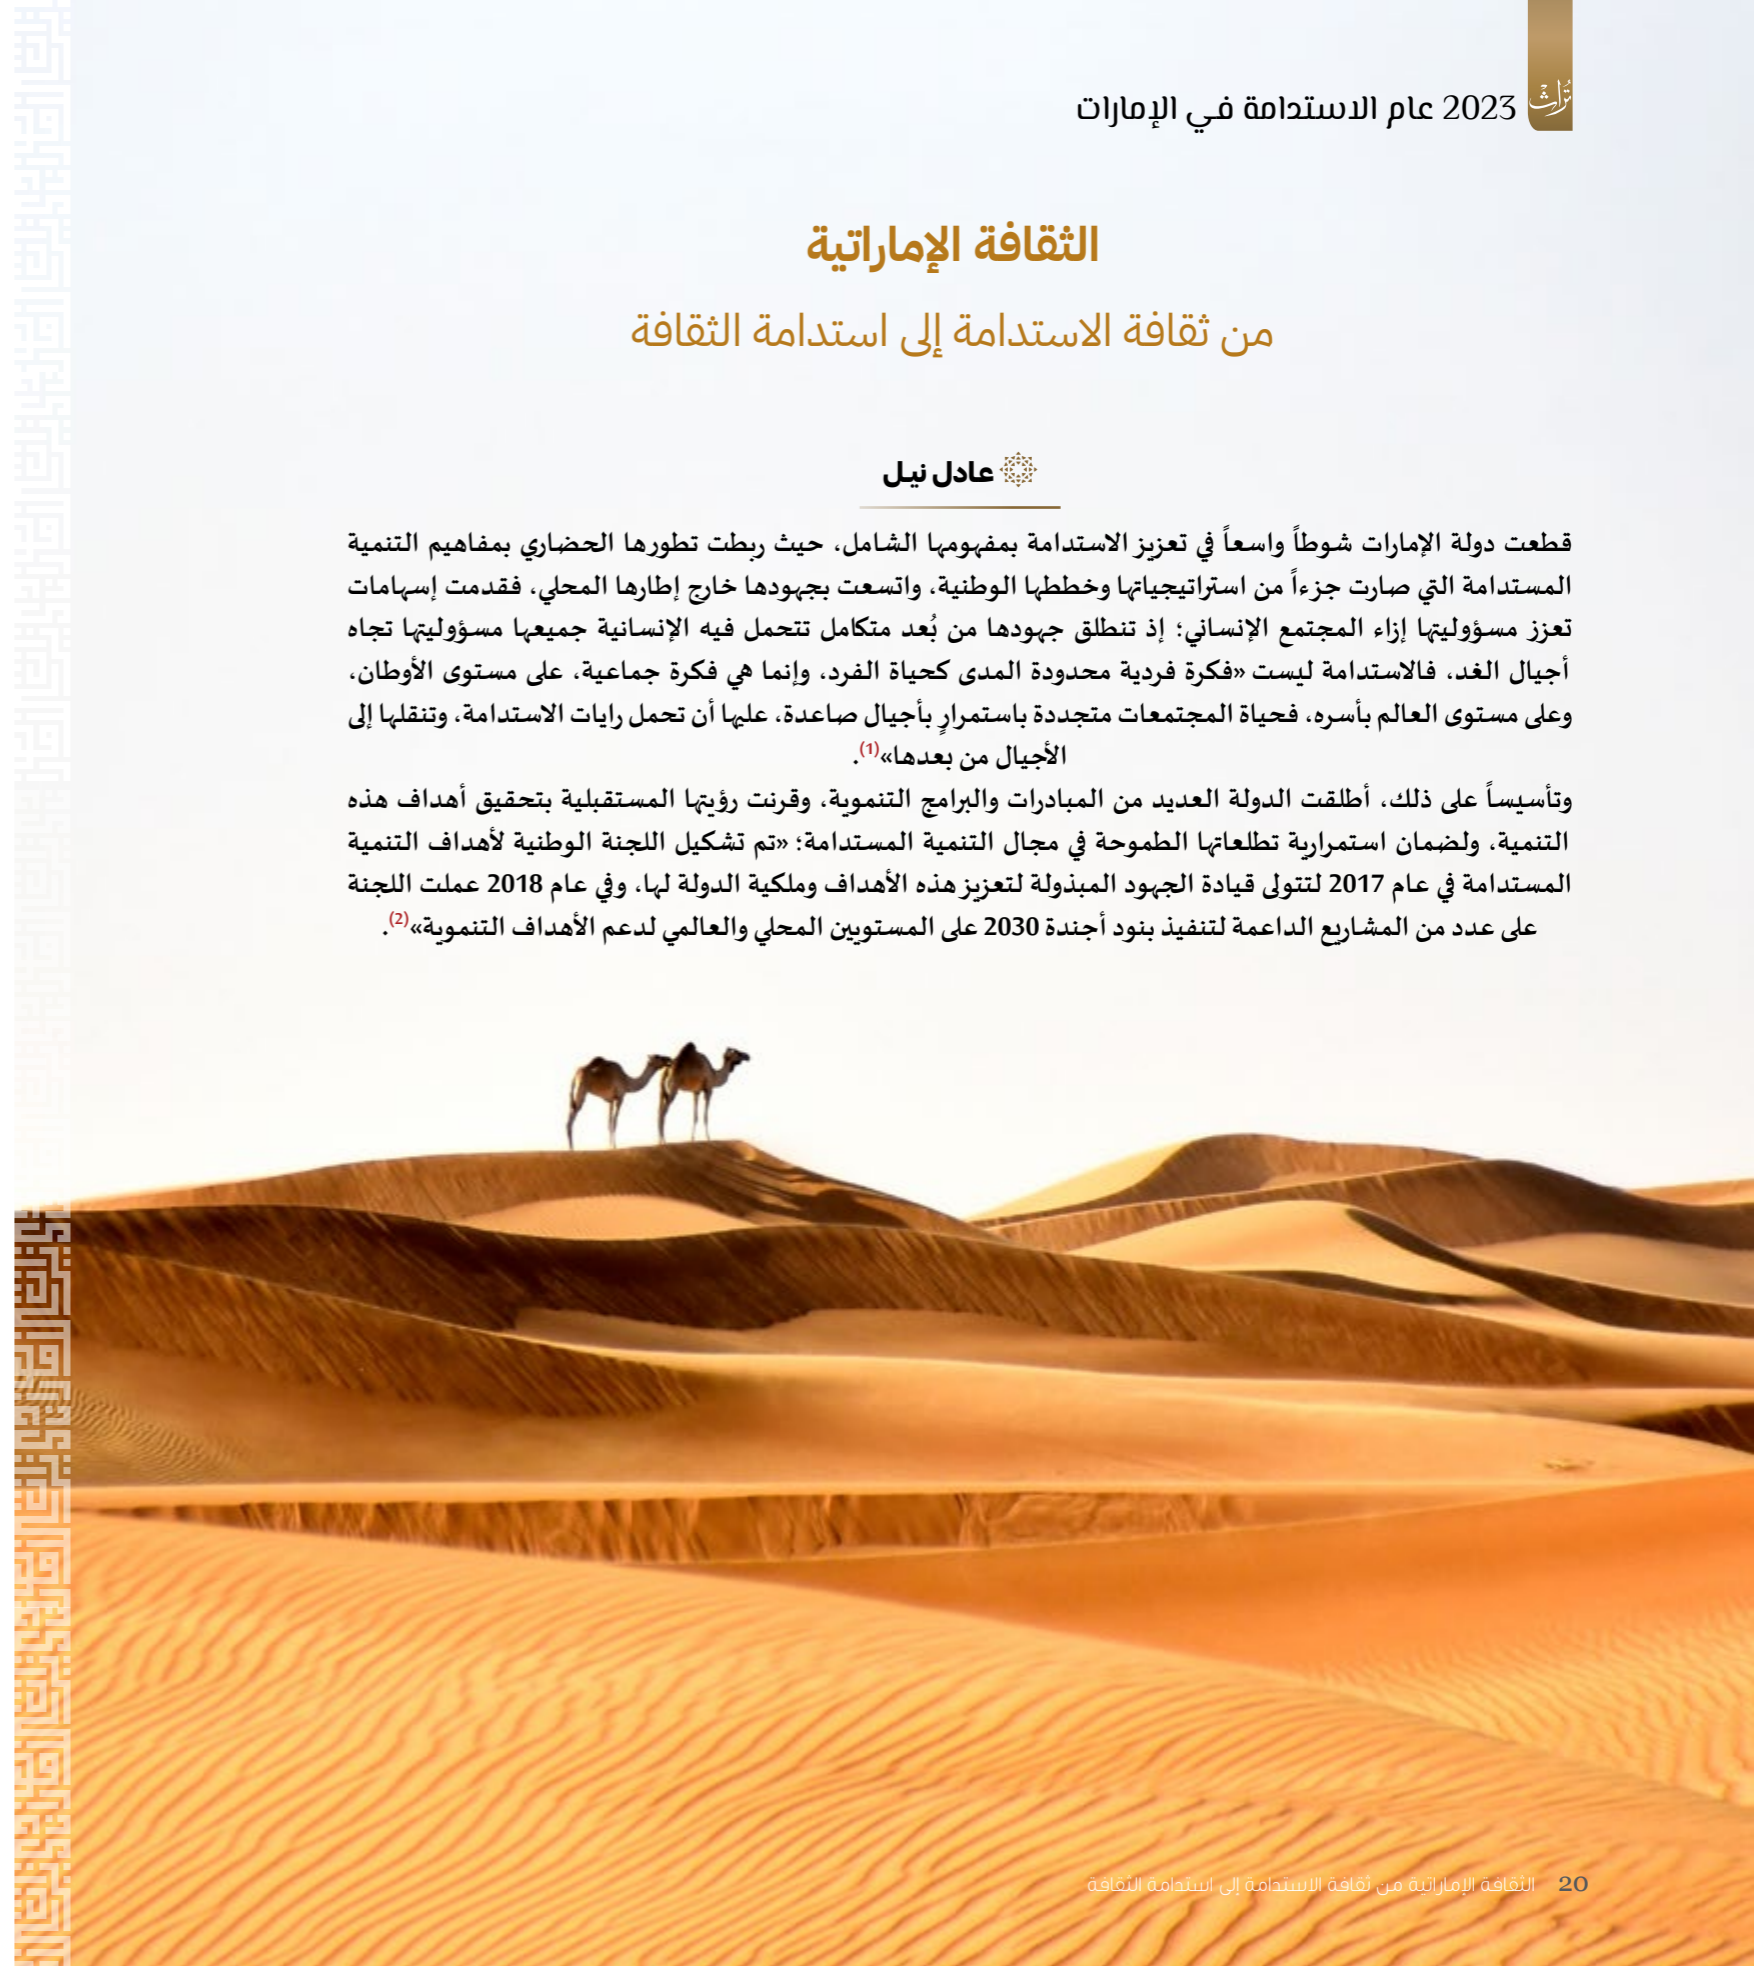 تراث
2023 عام الاستدامة في الإمارات
الثقافة الإماراتية
من ثقافة الاستدامة إلى استدامة الثقافة
عادل نيل
قطعت دولة الإمارات شوطاً واسعاً في تعزيز الاستدامة بمفهومها الشامل، حيث ربطت تطورها الحضاري بمفاهيم التنمية
المستدامة التي صارت جزءاً من استراتيجياتها وخططها الوطنية، واتسعت بجهودها خارج إطارها المحلي، فقدمت إسهامات
تعزز مسؤوليتها إزاء المجتمع الإنساني؛ إذ تنطلق جهودها من بُعد متكامل تتحمل فيه الإنسانية جميعها مسؤوليتها تجاه
أجيال الغد، فالاستدامة ليست «فكرة فردية محدودة المدى كحياة الفرد، وإنما هي فكرة جماعية، على مستوى الأوطان،
وعلى مستوى العالم بأسره، فحياة المجتمعات متجددة باستمرارٍ بأجيال صاعدة، عليها أن تحمل رايات الاستدامة، وتنقلها إلى
الأجيال من بعدها»(1).
وتأسيساً على ذلك، أطلقت الدولة العديد من المبادرات والبرامج التنموية، وقرنت رؤيتها المستقبلية بتحقيق أهداف هذه
التنمية، ولضمان استمرارية تطلعاتها الطموحة في مجال التنمية المستدامة؛ «تم تشكيل اللجنة الوطنية لأهداف التنمية
المستدامة في عام 2017 لتتولى قيادة الجهود المبذولة لتعزيز هذه الأهداف وملكية الدولة لها، وفي عام 2018 عملت اللجنة
على عدد من المشاريع الداعمة لتنفيذ بنود أجندة 2030 على المستويين المحلي والعالمي لدعم الأهداف التنموية»(2).
20 الثقافة الإماراتية من ثقافة الاستدامة إلى استدامة الثقافة